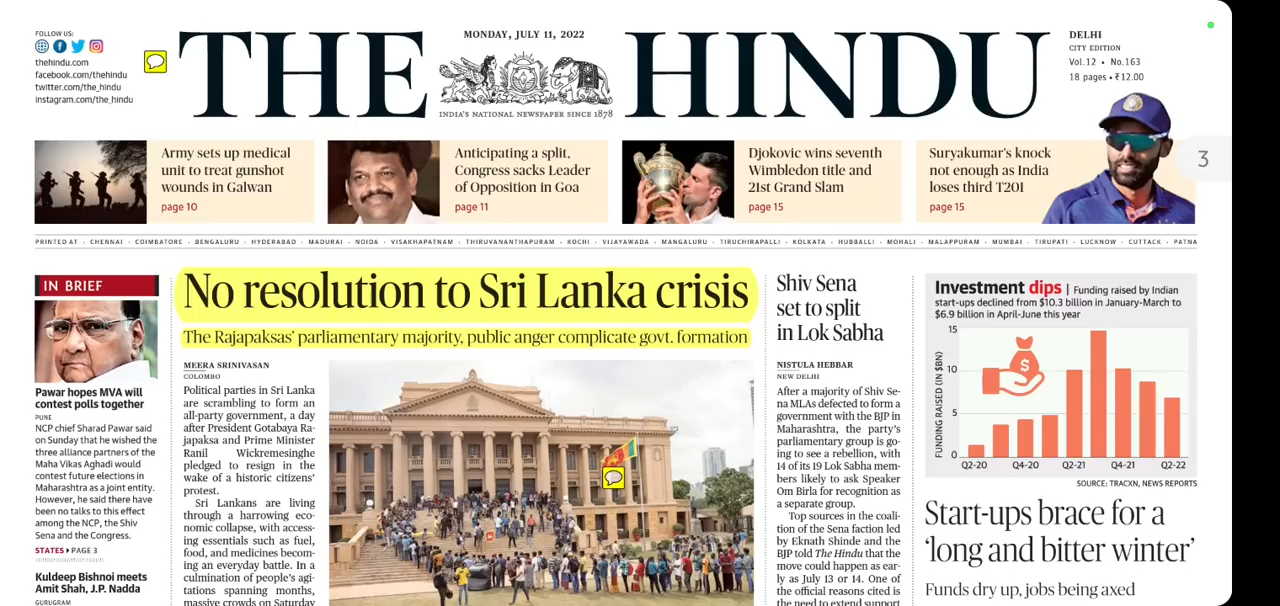 FOLLOW US:
thehindu.com
facebook.com/thehindu
twitter.com/the_hindu
instagram.com/the_hindu
MONDAY, JULY 11, 2022
THE HINDU
INDIA'S NATIONAL NEWSPAPER SINCE 1878
DELHI
CITY EDITION
Vol.12 • No.163
18 pages • ₹12.00
3
Army sets up medical
unit to treat gunshot
wounds in Galwan
page 10
Anticipating a split,
Congress sacks Leader
of Opposition in Goa
page 11
Djokovic wins seventh
Wimbledon title and
21st Grand Slam
page 15
Suryakumar's knock
not enough as India
loses third T20I
page 15
PRINTED AT • CHENNAI • COIMBATORE • BENGALURU • HYDERABAD • MADURAI • NOIDA • VISAKHAPATNAM • THIRUVANANTHAPURAM • KOCHI • VIJAYAWADA • MANGALURU • TIRUCHIRAPALLI • KOLKATA • HUBBALLI • MOHALI • MALAPPURAM • MUMBAI • TIRUPATI • LUCKNOW • CUTTACK • PATNA
IN BRIEF
Pawar hopes MVA will
contest polls together
PUNE
NCP chief Sharad Pawar said
on Sunday that he wished the
three alliance partners of the
Maha Vikas Aghadi would
contest future elections in
Maharashtra as a joint entity.
However, he said there have
been no talks to this effect
among the NCP, the Shiv
Sena and the Congress.
STATES ▸ PAGE 3
Kuldeep Bishnoi meets
Amit Shah, J.P. Nadda
GURUGRAM
No resolution to Sri Lanka crisis
The Rajapaksas' parliamentary majority, public anger complicate govt. formation
MEERA SRINIVASAN
COLOMBO
Political parties in Sri Lanka
are scrambling to form an
all-party government, a day
after President Gotabaya Ra-
japaksa and Prime Minister
Ranil Wickremesinghe
pledged to resign in the
wake of a historic citizens'
protest.
Sri Lankans are living
through a harrowing eco-
nomic collapse, with access-
ing essentials such as fuel,
food, and medicines becom-
ing an everyday battle. In a
culmination of people's agi-
tations spanning months,
massive crowds on Saturday
Shiv Sena
set to split
in Lok Sabha
NISTULA HEBBAR
NEW DELHI
After a majority of Shiv Se-
na MLAs defected to form a
government with the BJP in
Maharashtra, the party's
parliamentary group is go-
ing to see a rebellion, with
14 of its 19 Lok Sabha mem-
bers likely to ask Speaker
Om Birla for recognition as
a separate group.
Top sources in the coali-
tion of the Sena faction led
by Eknath Shinde and the
BJP told The Hindu that the
move could happen as ear-
ly as July 13 or 14. One of
the official reasons cited is
the need to extend support
Investment dips | Funding raised by Indian
start-ups declined from $10.3 billion in January-March to
$6.9 billion in April-June this year
FUNDING RAISED (IN $BN)
15
10
5
0
$
Q2-20 Q4-20 Q2-21 Q4-21 Q2-22
SOURCE: TRACXN, NEWS REPORTS
Start-ups brace for a
'long and bitter winter'
Funds dry up, jobs being axed